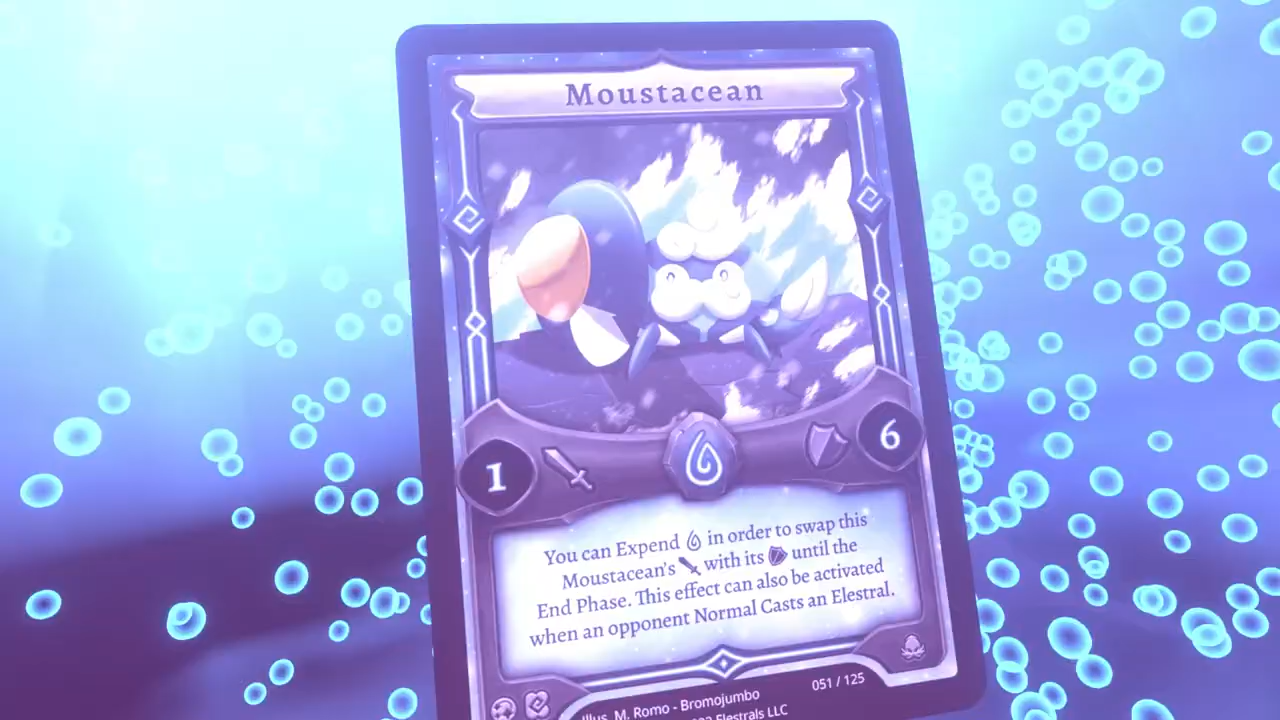 Moustacean
1
6
You can Expend in order to swap this
Moustacean's with its until the
End Phase. This effect can also be activated
when an opponent Normal Casts an Elestral.
Illus. M. Romo - Bromojumbo
051 / 125
Elestrals LLC